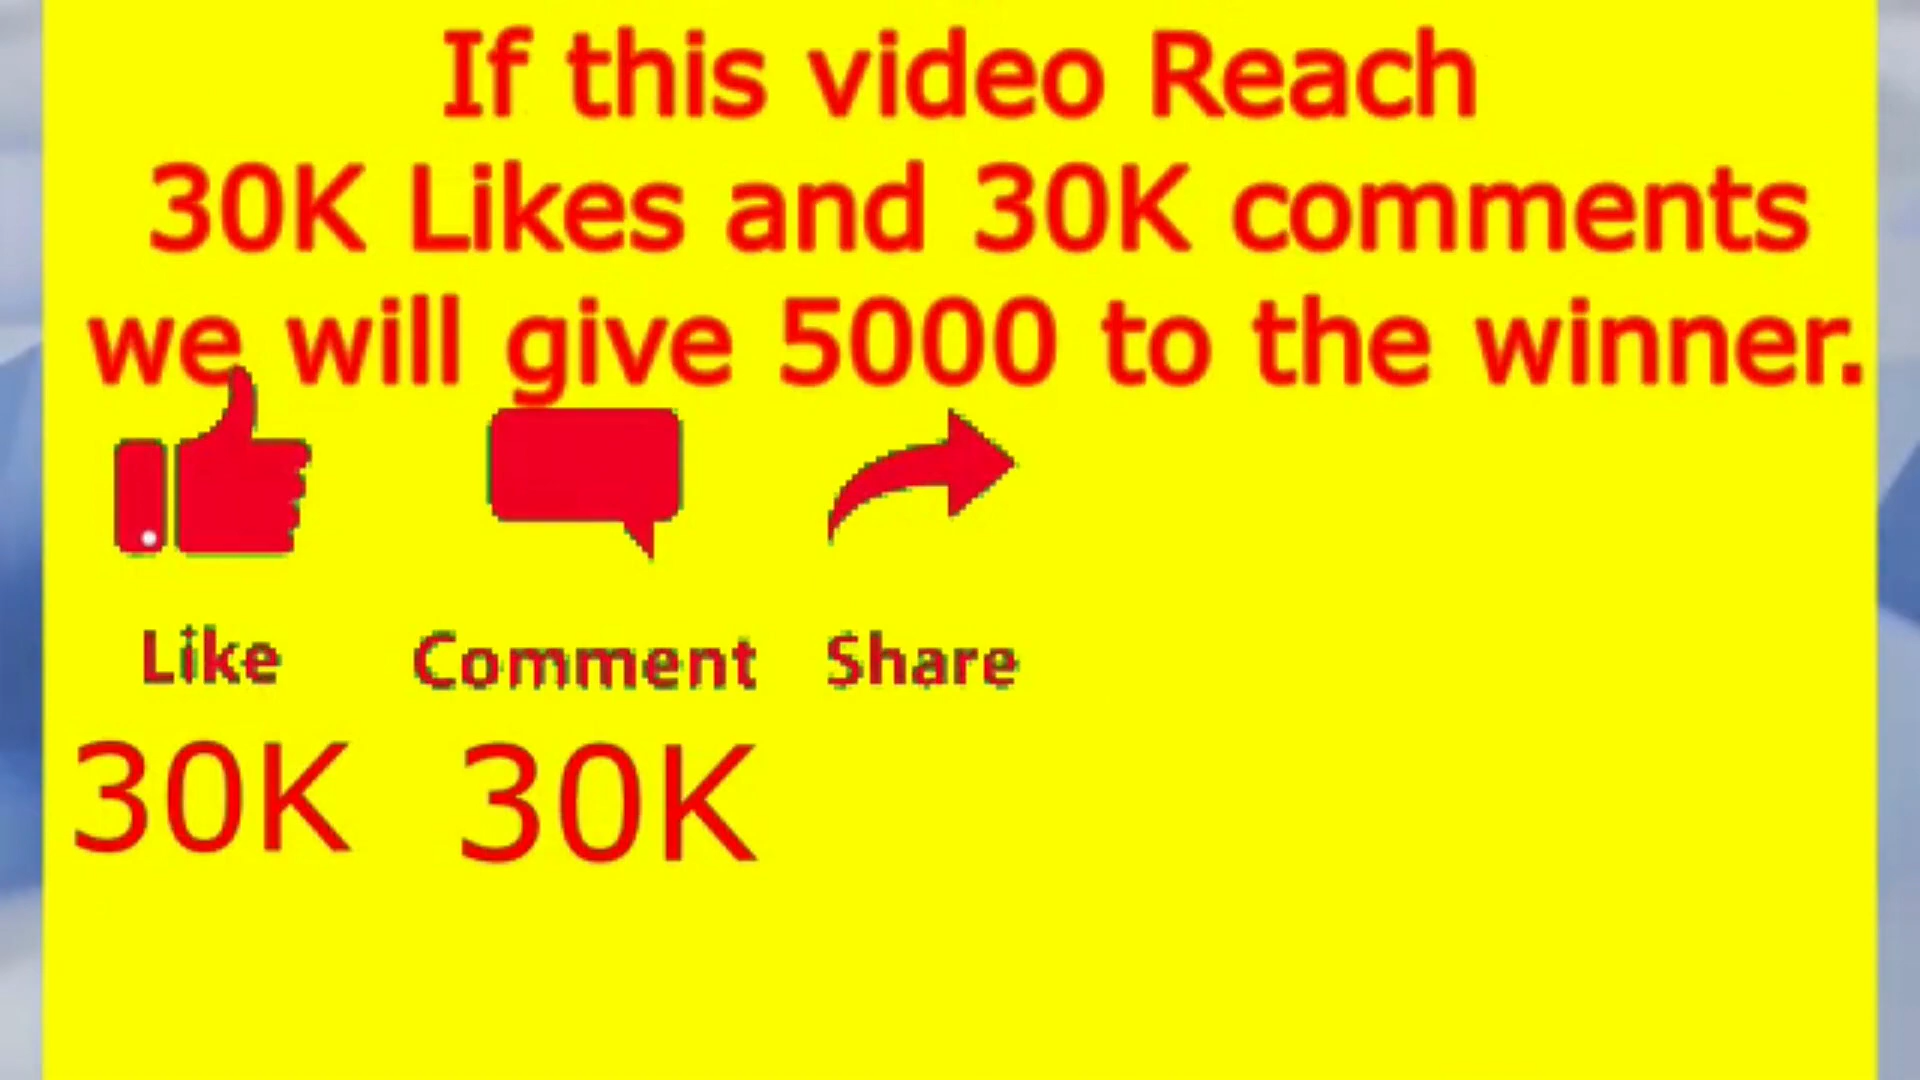 If this video Reach
30K Likes and 30K comments
we will give 5000 to the winner.
Like Comment Share
30K 30K